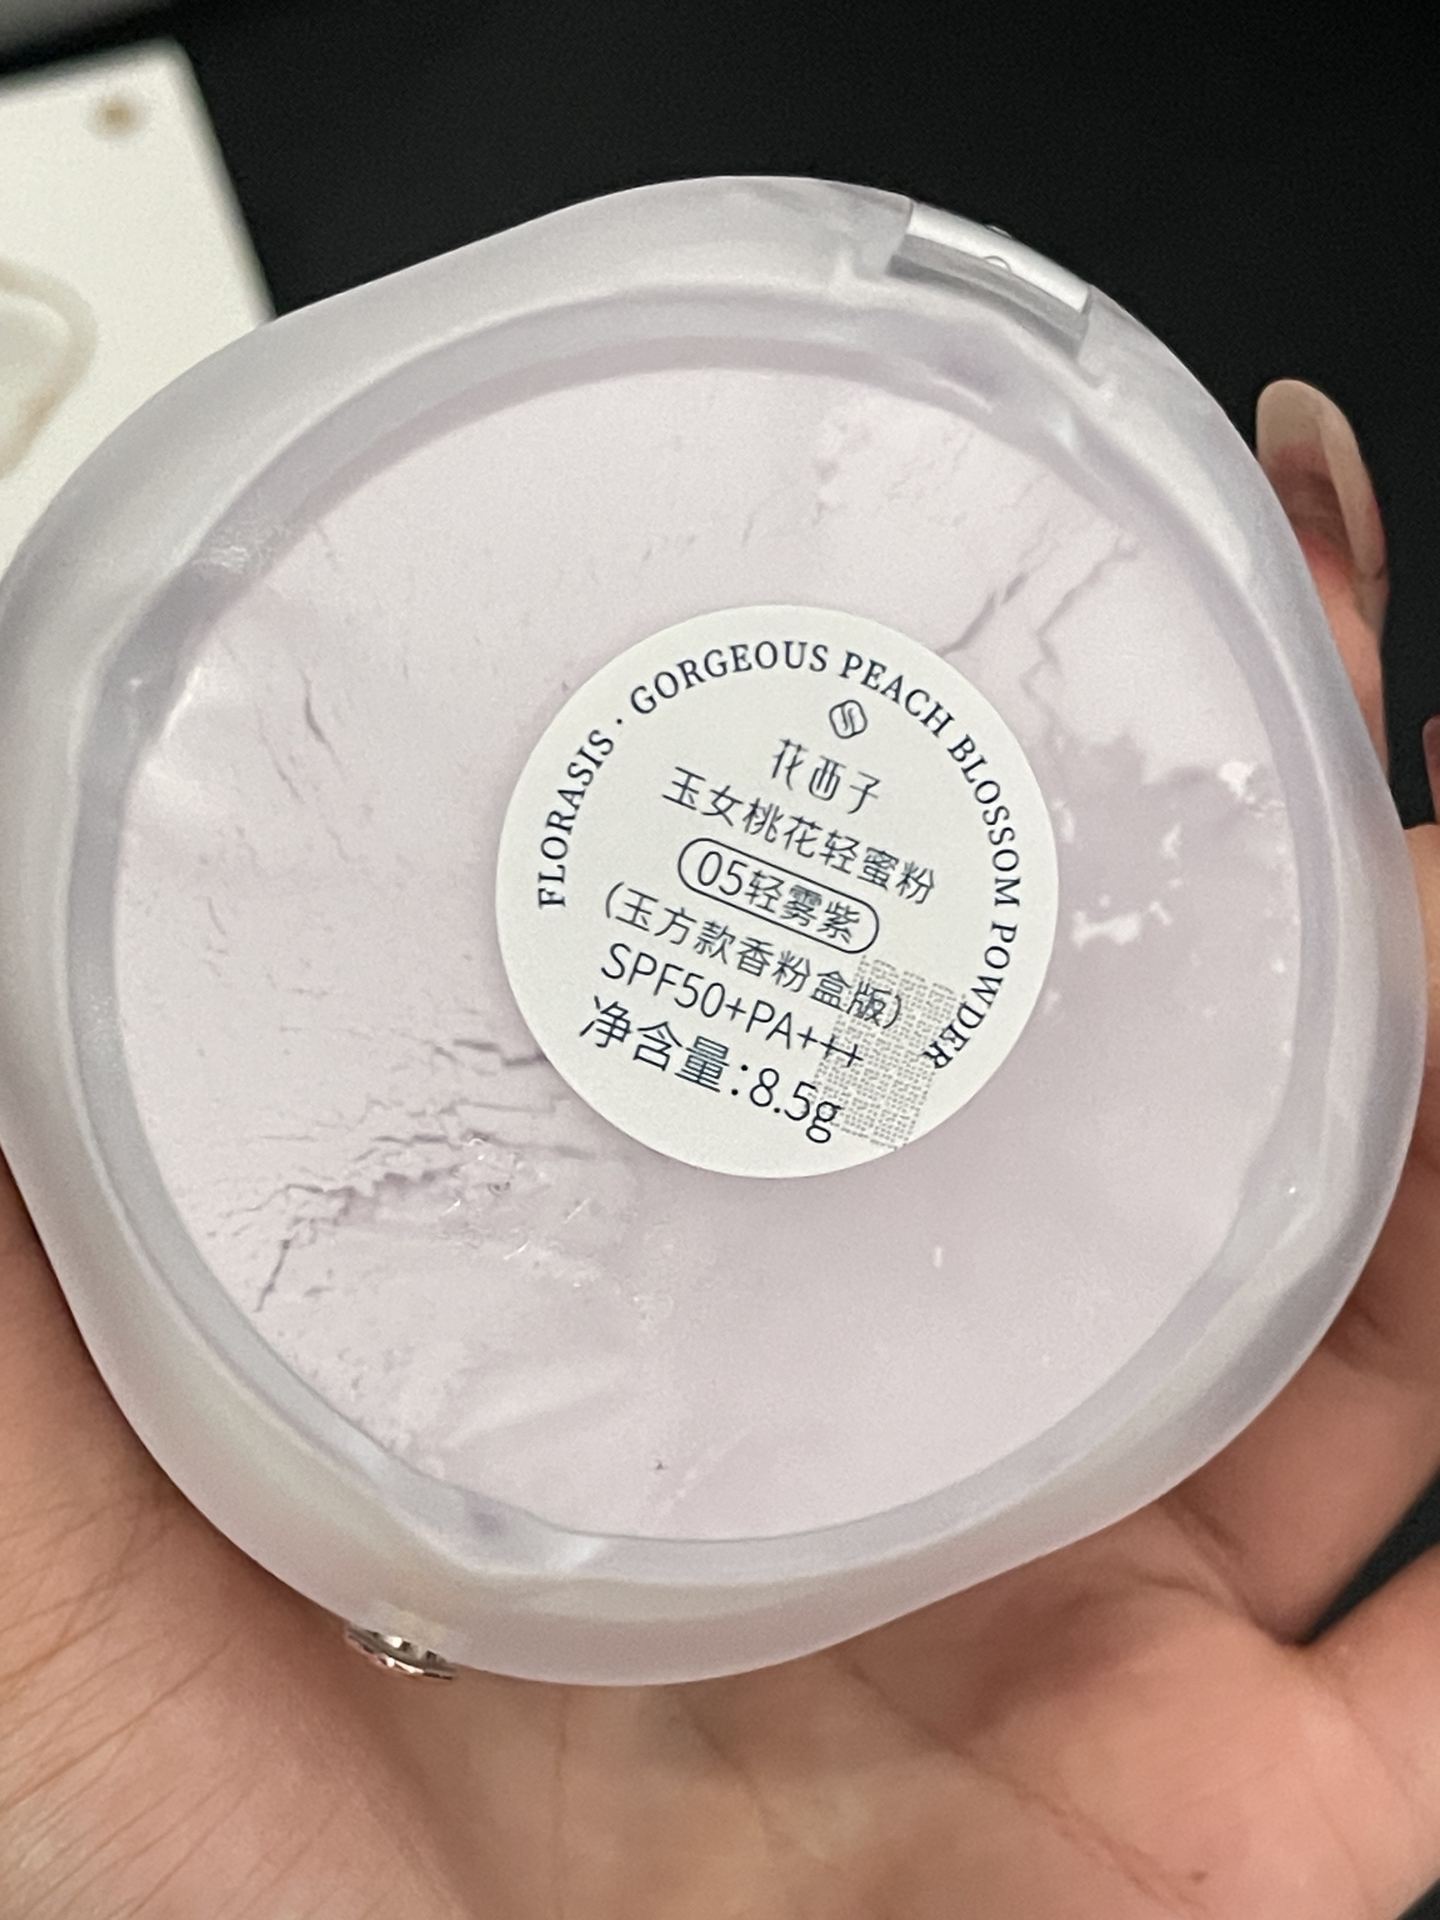 FLORASIS · GORGEOUS PEACH BLOSSOM POWDER
花西子
玉女桃花轻蜜粉
05轻雾紫
(玉方款香粉盒版)
SPF50+PA+++
净含量:8.5g